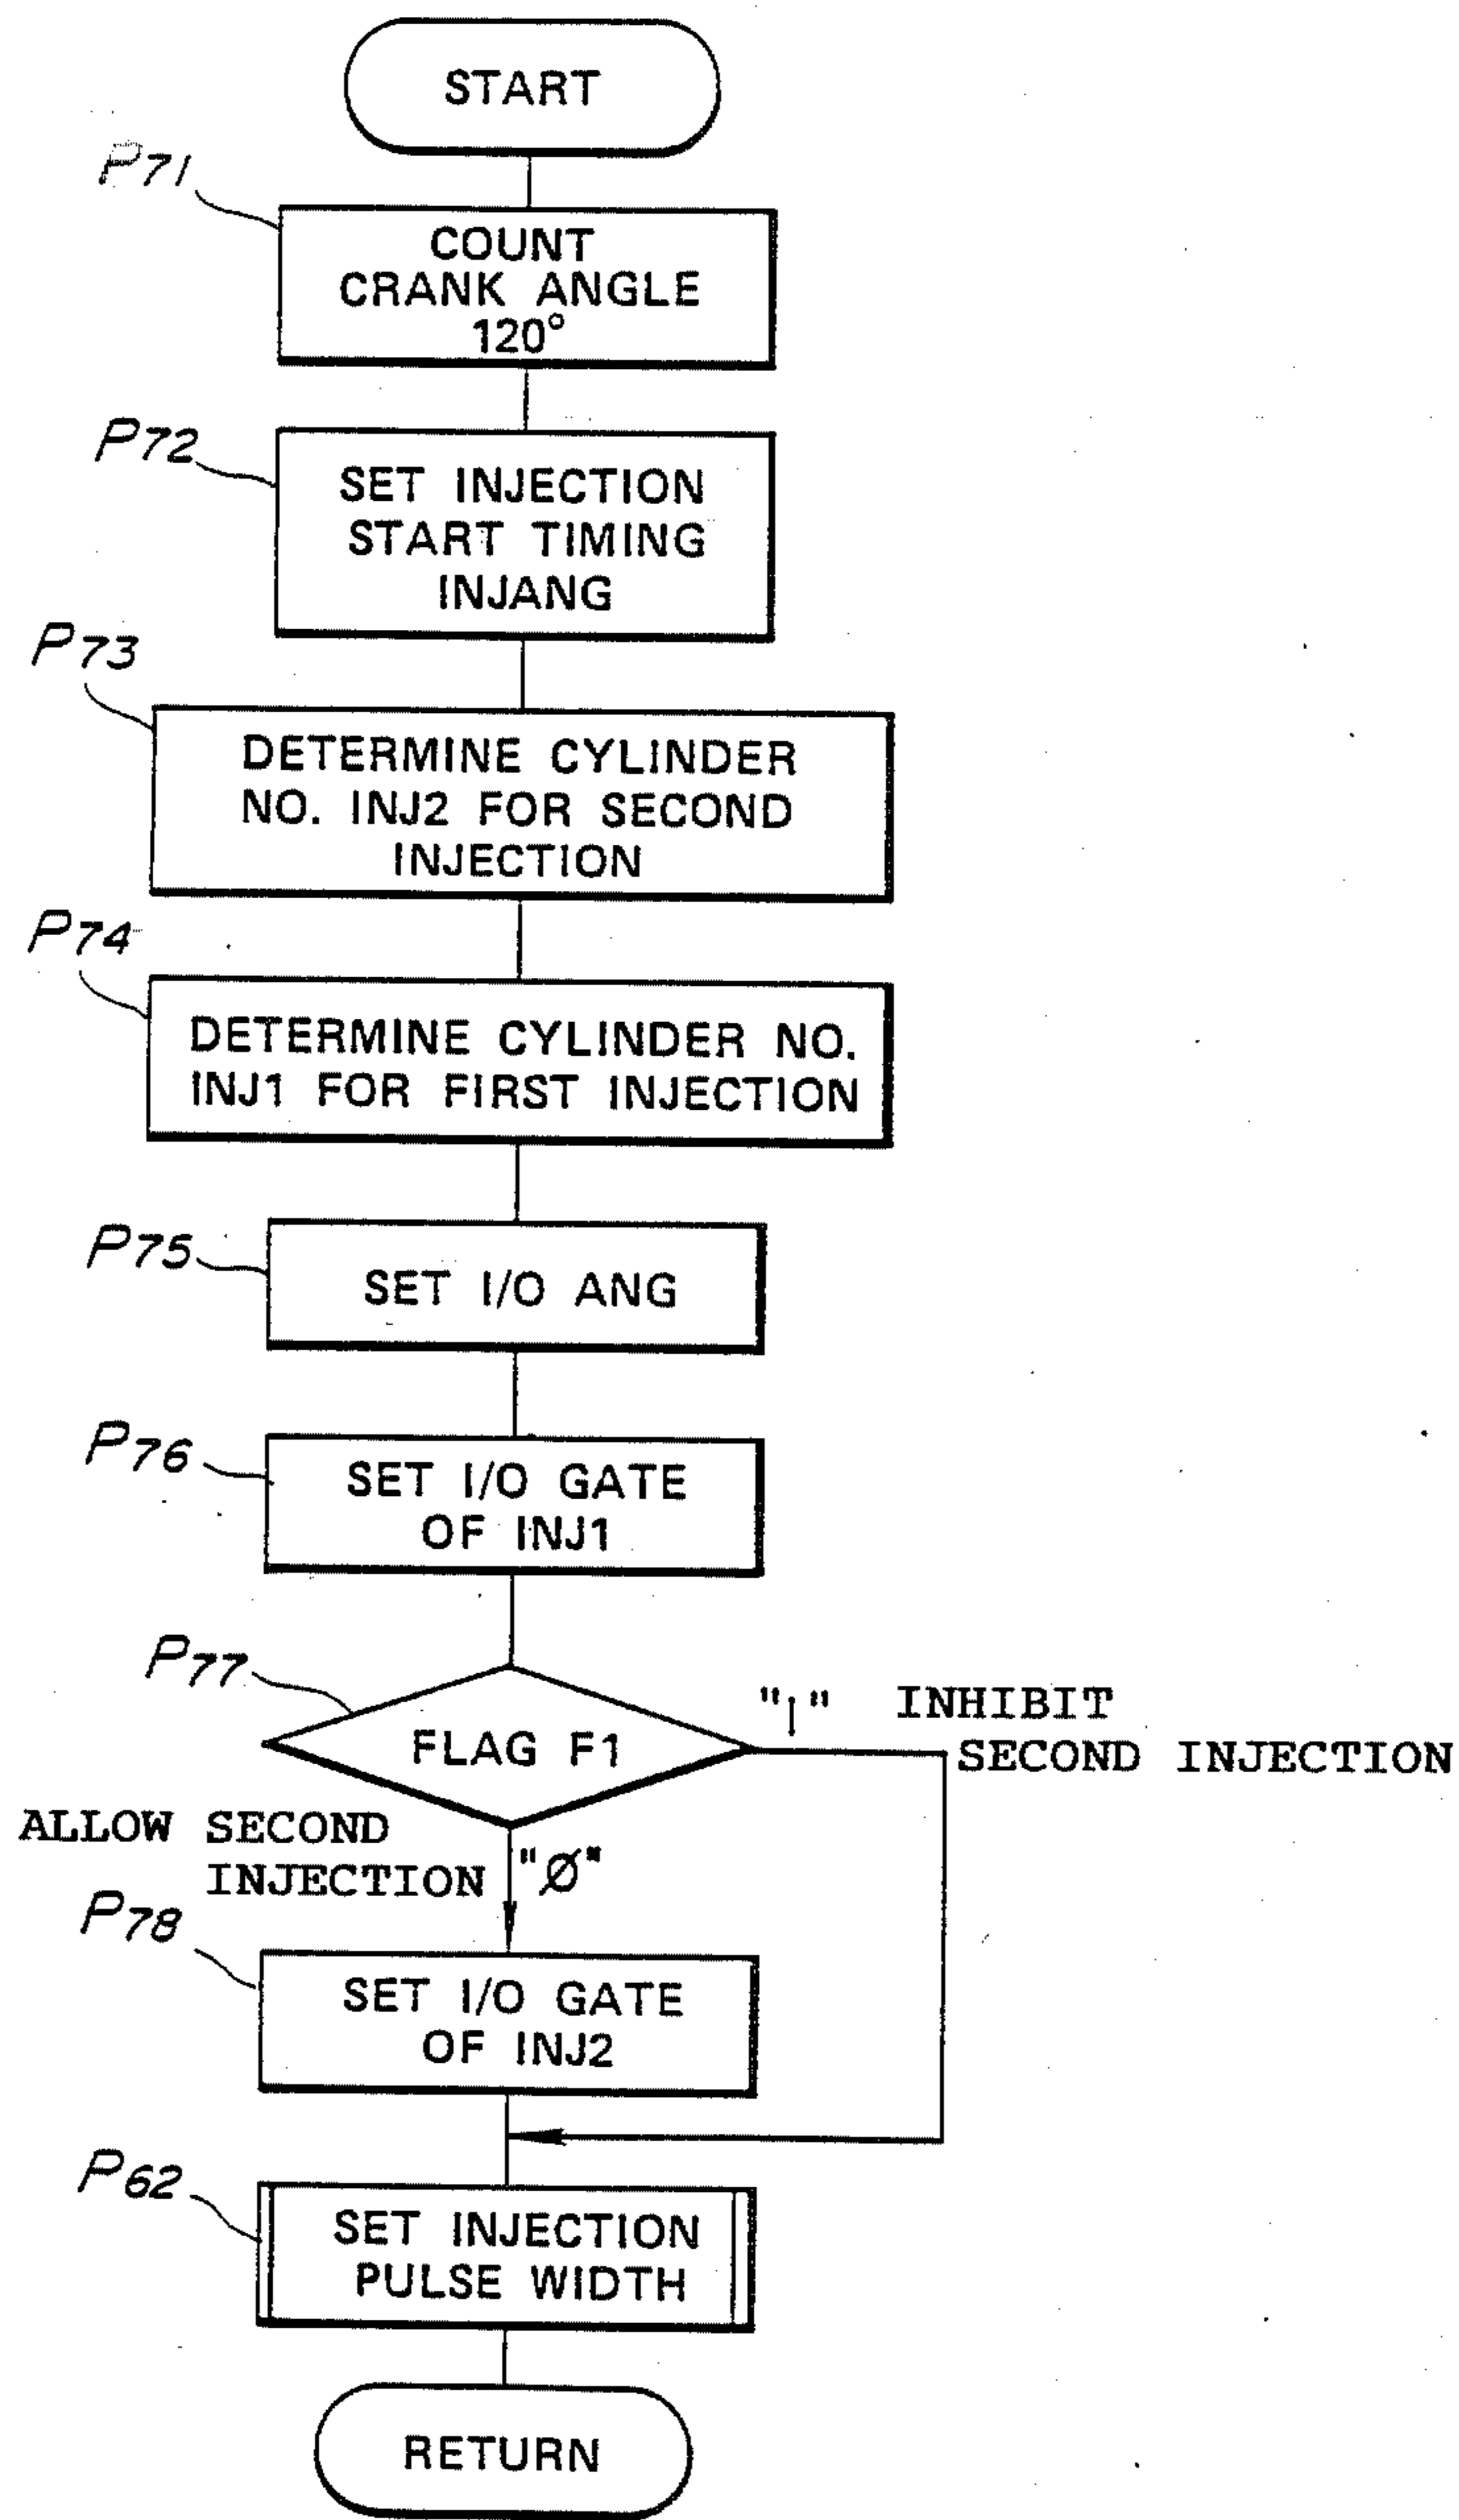 START
P71
COUNT
CRANK ANGLE
120°
P72
SET INJECTION
START TIMING
INJANG
P73
DETERMINE CYLINDER
NO. INJ2 FOR SECOND
INJECTION
P74
DETERMINE CYLINDER NO.
INJ1 FOR FIRST INJECTION
P75
SET I/O ANG
P76
SET I/O GATE
OF INJ1
P77
FLAG F1
"1" INHIBIT
SECOND INJECTION
ALLOW SECOND
INJECTION
"Ø"
P78
SET I/O GATE
OF INJ2
P62
SET INJECTION
PULSE WIDTH
RETURN